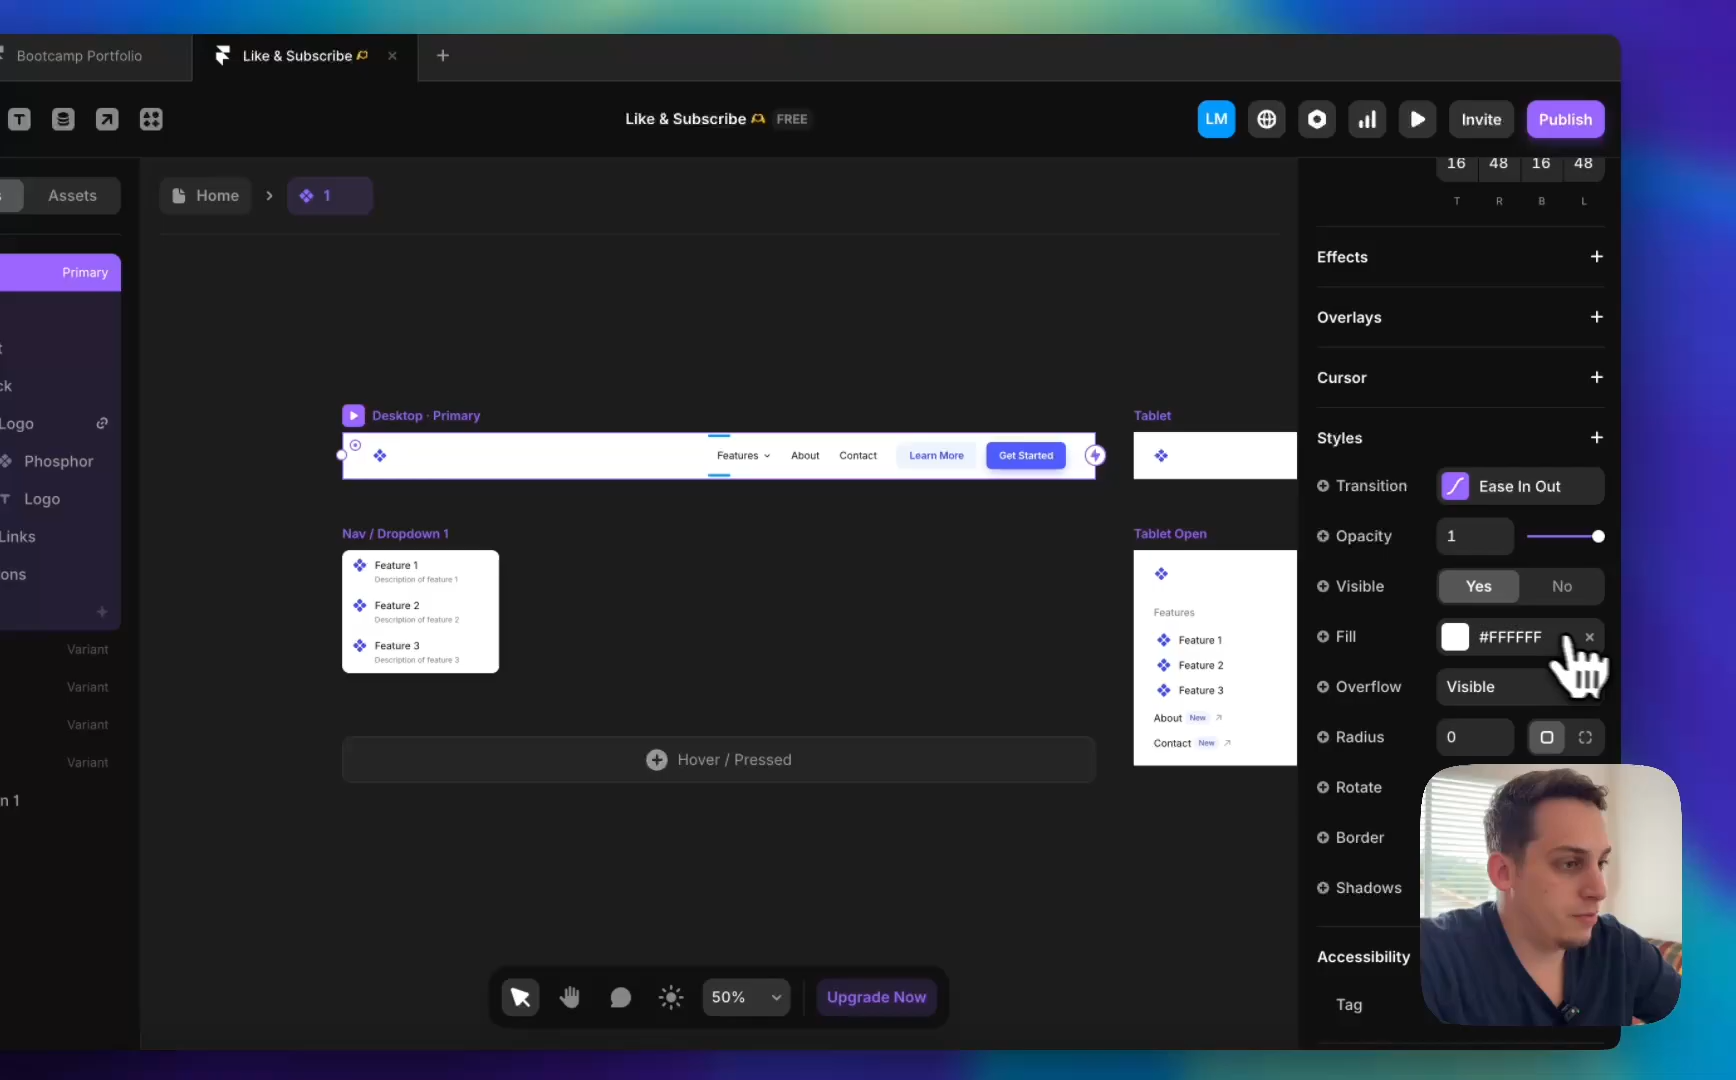 Bootcamp Portfolio
Like & Subscribe
Like & Subscribe FREE
LM
Invite
Publish
Assets
Home
1
Primary
Logo
Phosphor
Logo
Links
Variant
Variant
Variant
Variant
Desktop · Primary
Features
About
Contact
Learn More
Get Started
Nav / Dropdown 1
Feature 1
Description of feature 1
Feature 2
Description of feature 2
Feature 3
Description of feature 3
Hover / Pressed
Tablet
Tablet Open
Features
Feature 1
Feature 2
Feature 3
About New
Contact New
50%
Upgrade Now
16 48 16 48
T R B L
Effects
Overlays
Cursor
Styles
Transition Ease In Out
Opacity 1
Visible Yes No
Fill #FFFFFF
Overflow Visible
Radius 0
Rotate
Border
Shadows
Accessibility
Tag